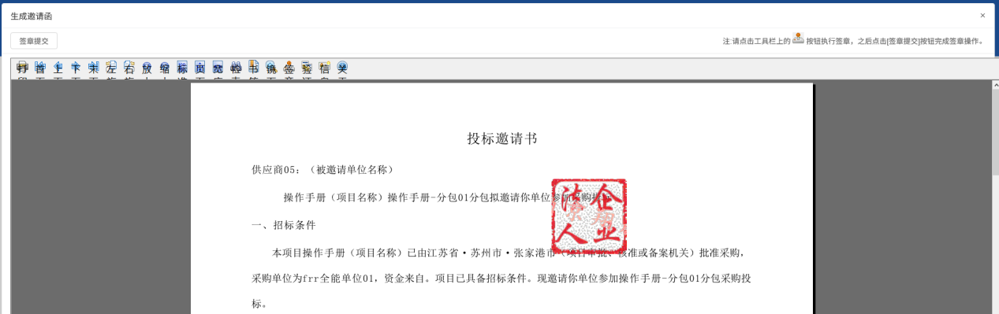 生成邀请函
×
签章提交
注:请点击工具栏上的 按钮执行签章，之后点击[签章提交]按钮完成签章操作。
打 首 上 下 末 左 右 放 缩 标 页 宽 检 书 镜 签 验 信 关
投标邀请书
供应商05：（被邀请单位名称）
操作手册（项目名称）操作手册-分包01分包拟邀请你单位参加采购投标
企业法人
一、招标条件
本项目操作手册（项目名称）已由江苏省·苏州市·张家港市（项目审批、核准或备案机关）批准采购，
采购单位为frr全能单位01，资金来自。项目已具备招标条件。现邀请你单位参加操作手册-分包01分包采购投
标。